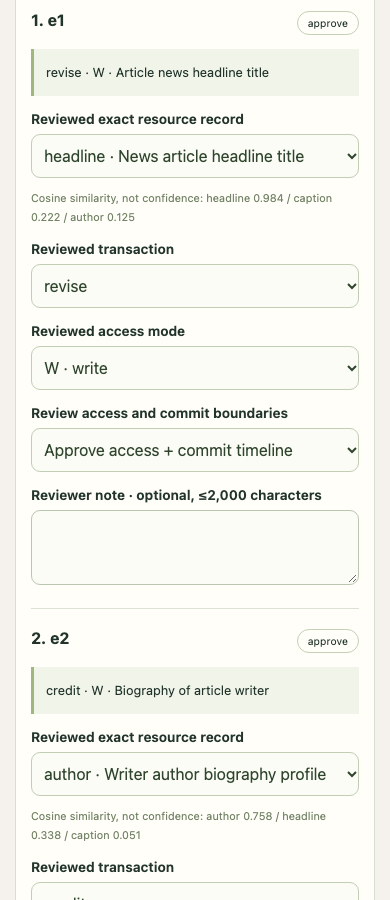 1. e1
approve
revise · W · Article news headline title
Reviewed exact resource record
headline · News article headline title
Cosine similarity, not confidence: headline 0.984 / caption
0.222 / author 0.125
Reviewed transaction
revise
Reviewed access mode
W · write
Review access and commit boundaries
Approve access + commit timeline
Reviewer note · optional, ≤2,000 characters
2. e2
approve
credit · W · Biography of article writer
Reviewed exact resource record
author · Writer author biography profile
Cosine similarity, not confidence: author 0.758 / headline
0.338 / caption 0.051
Reviewed transaction